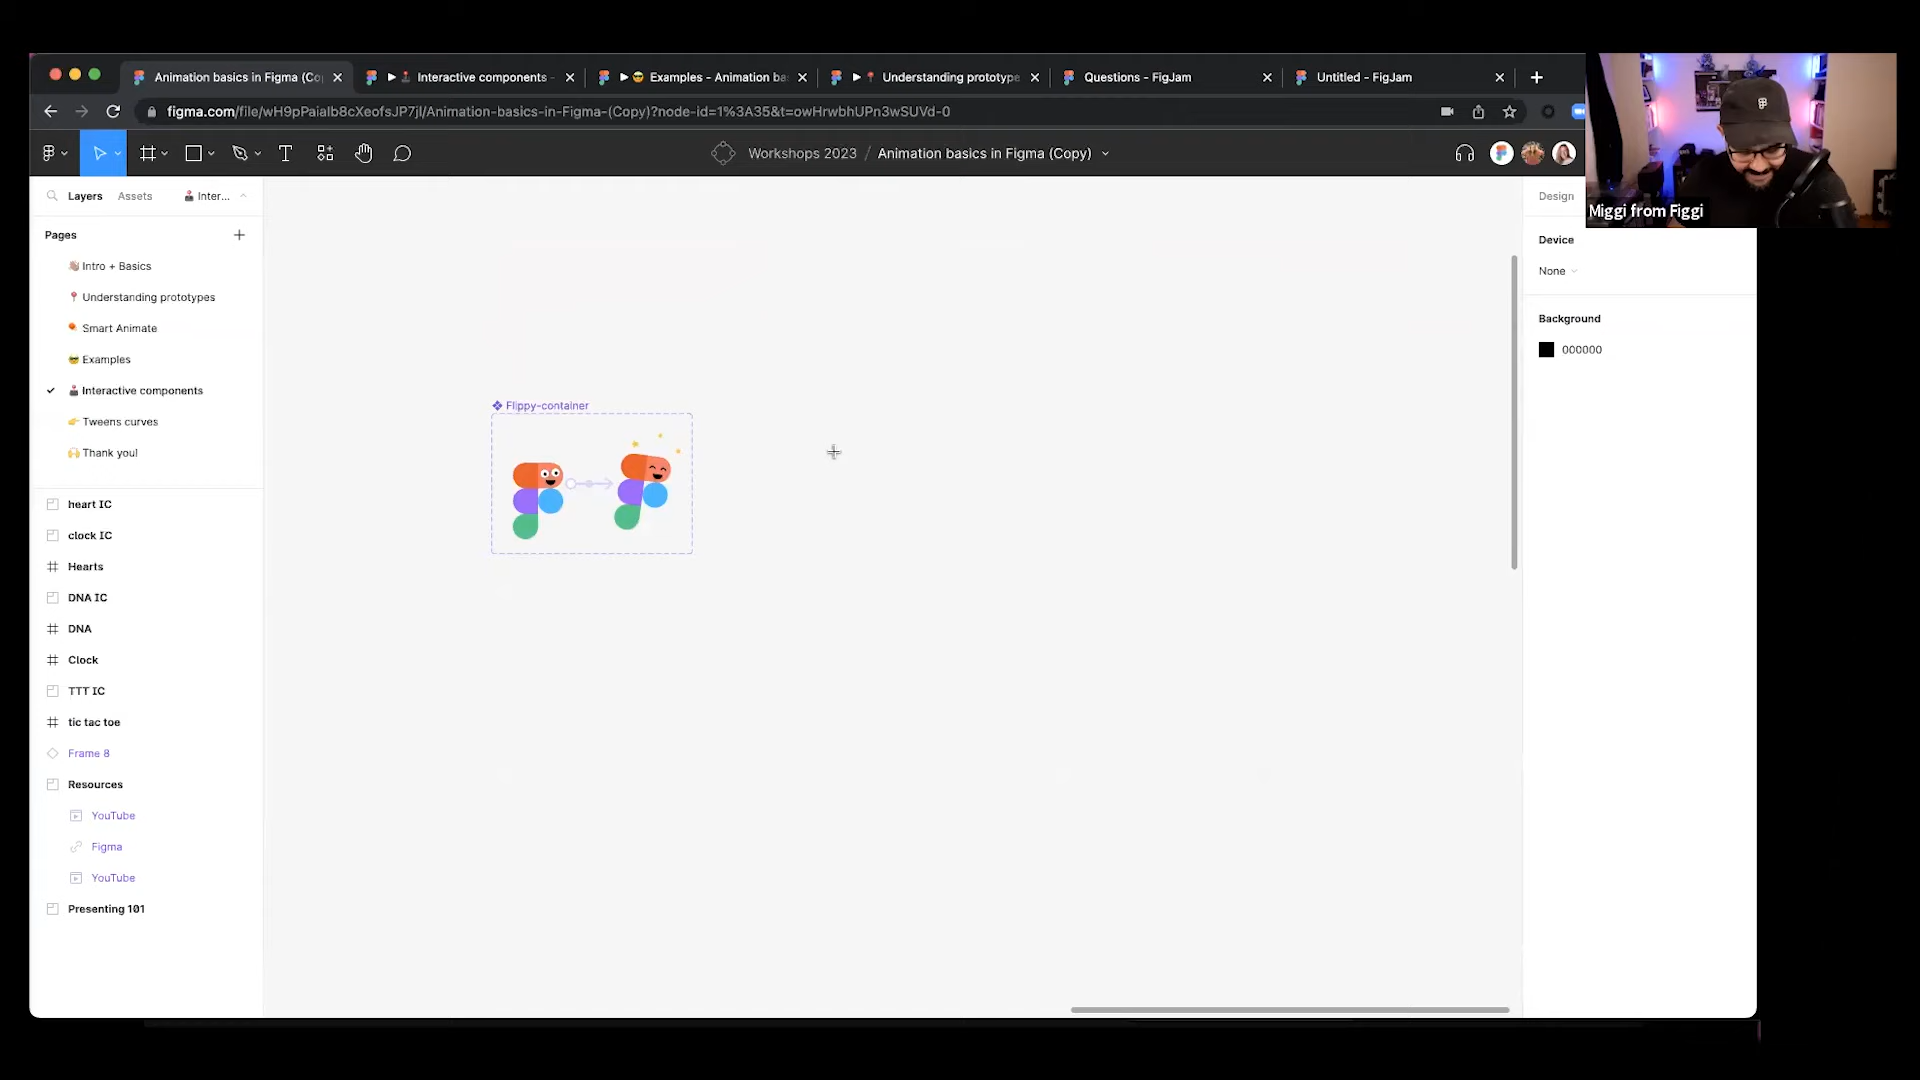 Animation basics in Figma (Co
Interactive components -
Examples - Animation ba
Understanding prototype
Questions - FigJam
Untitled - FigJam
figma.com/file/wH9pPaiaIb8cXeofsJP7jl/Animation-basics-in-Figma-(Copy)?node-id=1%3A35&t=owHrwbhUPn3wSUVd-0
Workshops 2023 / Animation basics in Figma (Copy)
Miggi from Figgi
Layers
Assets
Inter...
Design
Pages
Intro + Basics
Understanding prototypes
Smart Animate
Examples
Interactive components
Tweens curves
Thank you!
heart IC
clock IC
Hearts
DNA IC
DNA
Clock
TTT IC
tic tac toe
Frame 8
Resources
YouTube
Figma
YouTube
Presenting 101
Flippy-container
Device
None
Background
000000